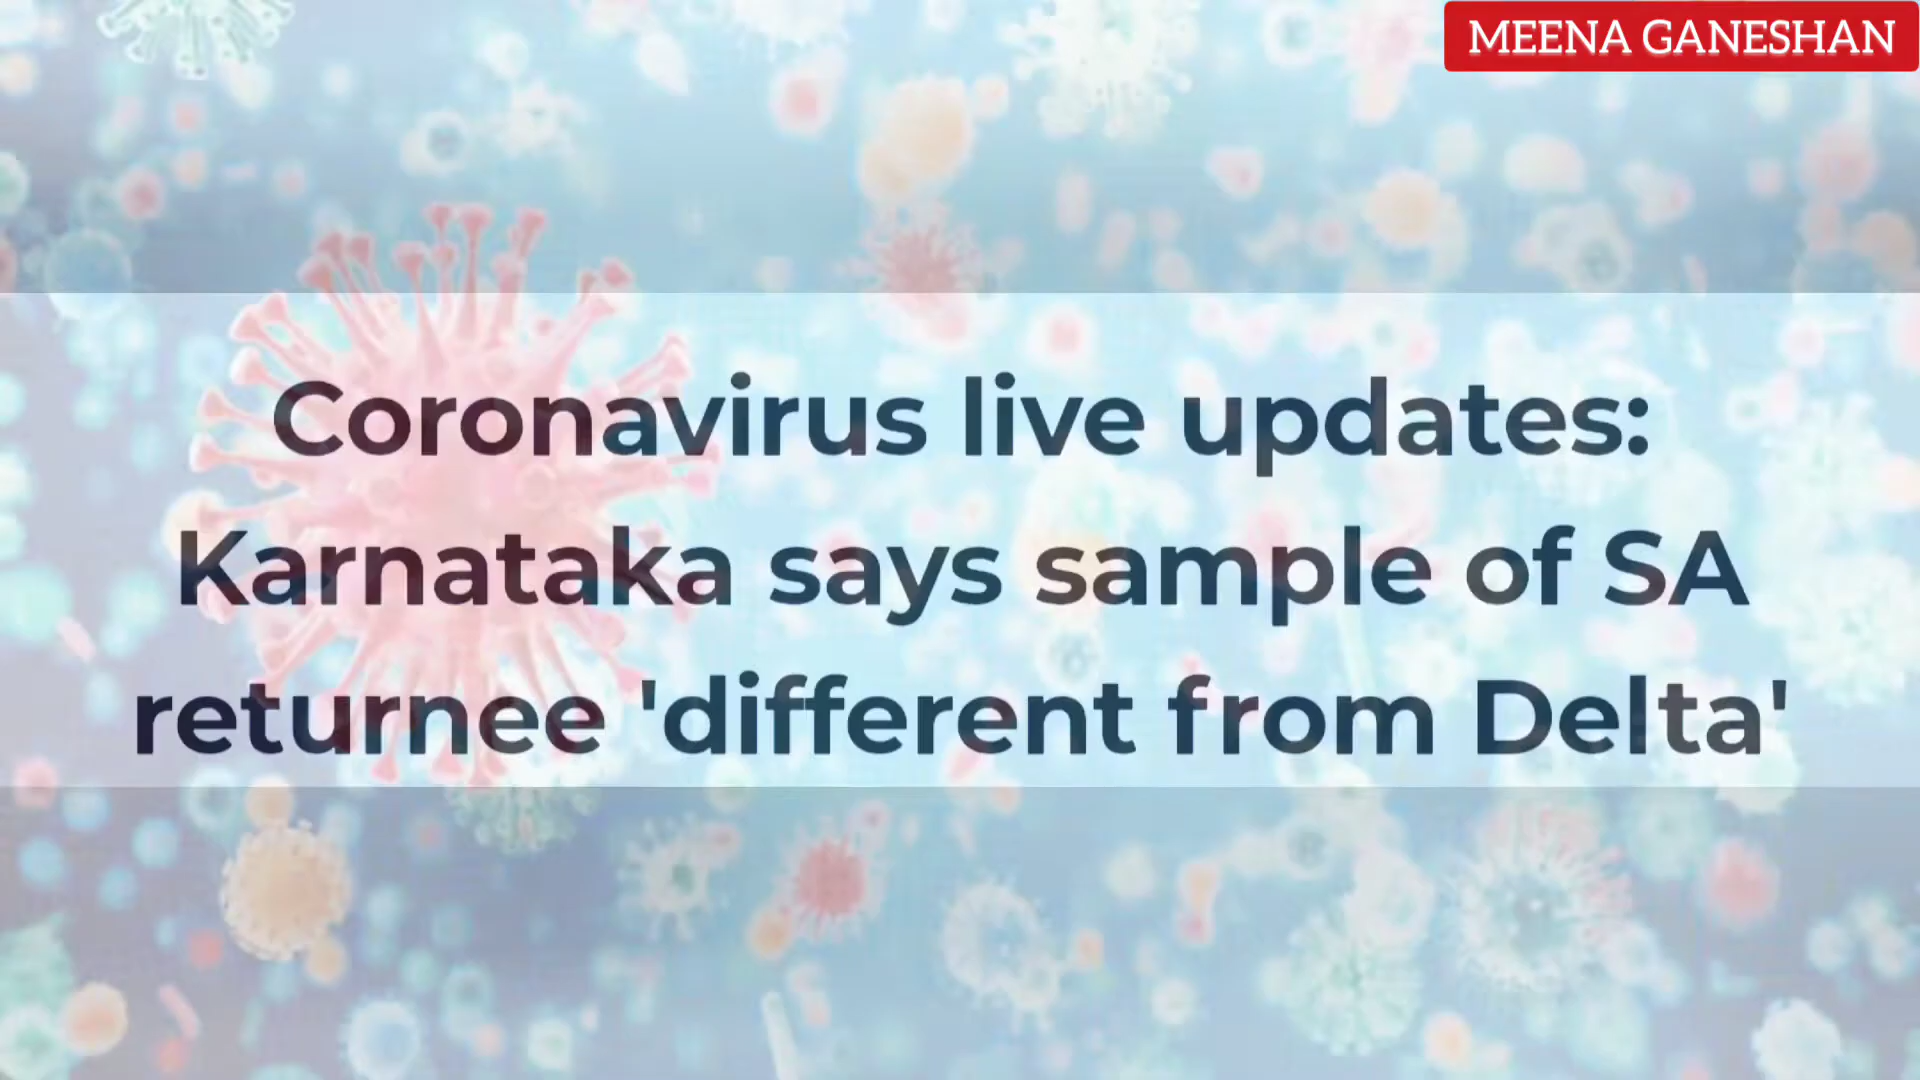 MEENA GANESHAN
Coronavirus live updates:
Karnataka says sample of SA
returnee 'different from Delta'